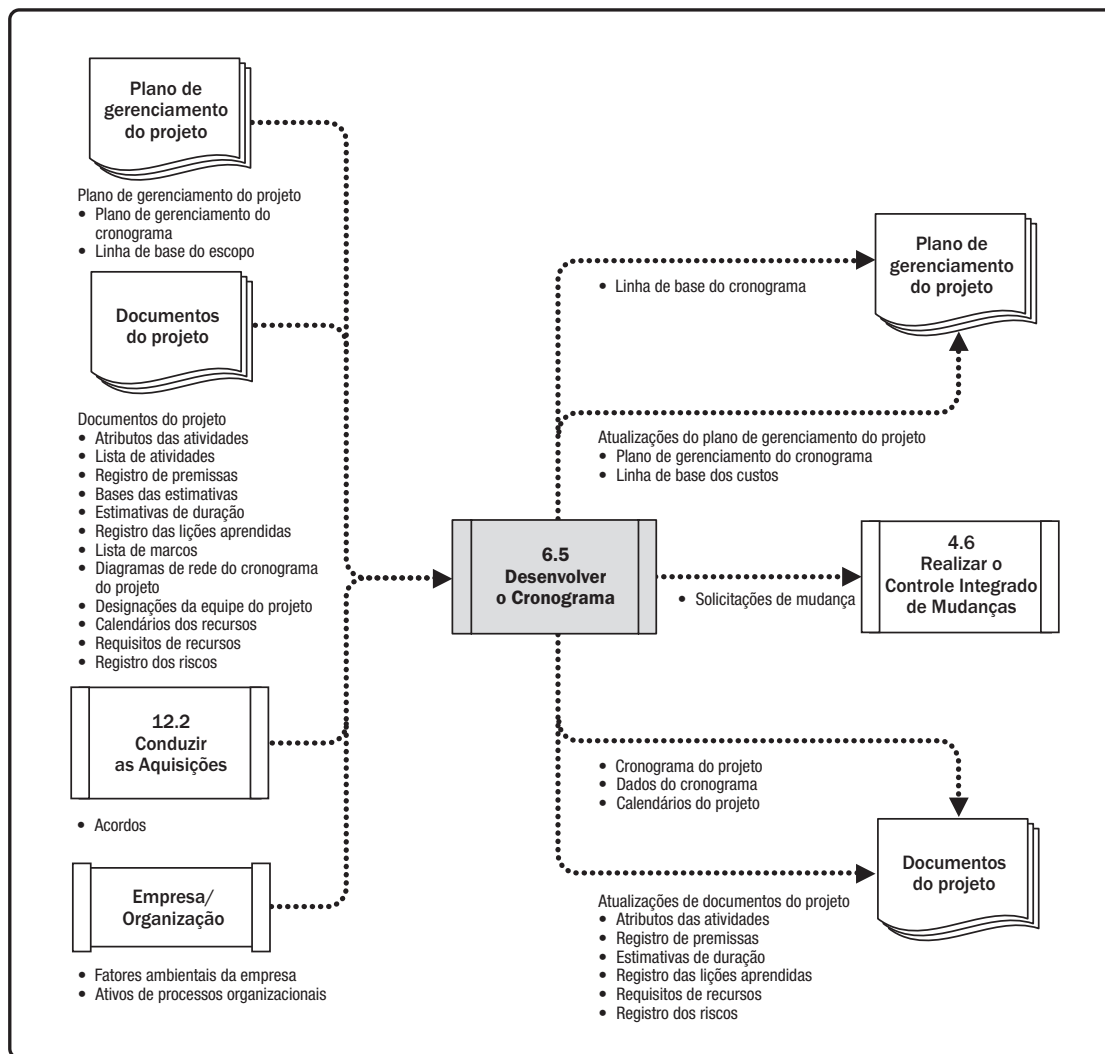 Plano de
gerenciamento
do projeto
Plano de gerenciamento do projeto
• Plano de gerenciamento do
cronograma
• Linha de base do escopo
Documentos
do projeto
Documentos do projeto
• Atributos das atividades
• Lista de atividades
• Registro de premissas
• Bases das estimativas
• Estimativas de duração
• Registro das lições aprendidas
• Lista de marcos
• Diagramas de rede do cronograma
do projeto
• Designações da equipe do projeto
• Calendários dos recursos
• Requisitos de recursos
• Registro dos riscos
12.2
Conduzir
as Aquisições
• Acordos
Empresa/
Organização
• Fatores ambientais da empresa
• Ativos de processos organizacionais
6.5
Desenvolver
o Cronograma
• Linha de base do cronograma
Plano de
gerenciamento
do projeto
Atualizações do plano de gerenciamento do projeto
• Plano de gerenciamento do cronograma
• Linha de base dos custos
• Solicitações de mudança
4.6
Realizar o
Controle Integrado
de Mudanças
• Cronograma do projeto
• Dados do cronograma
• Calendários do projeto
Documentos
do projeto
Atualizações de documentos do projeto
• Atributos das atividades
• Registro de premissas
• Estimativas de duração
• Registro das lições aprendidas
• Requisitos de recursos
• Registro dos riscos